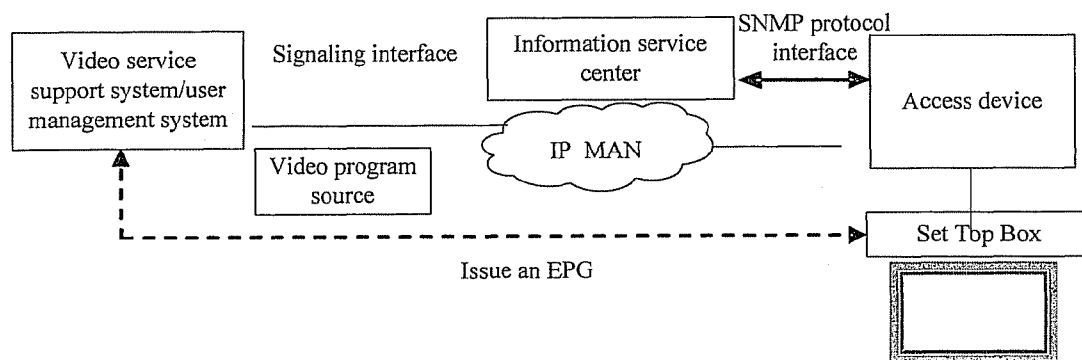 Video service
support system/user
management system
Signaling interface
Information service
center
SNMP protocol
interface
Access device
IP MAN
Video program
source
Set Top Box
Issue an EPG